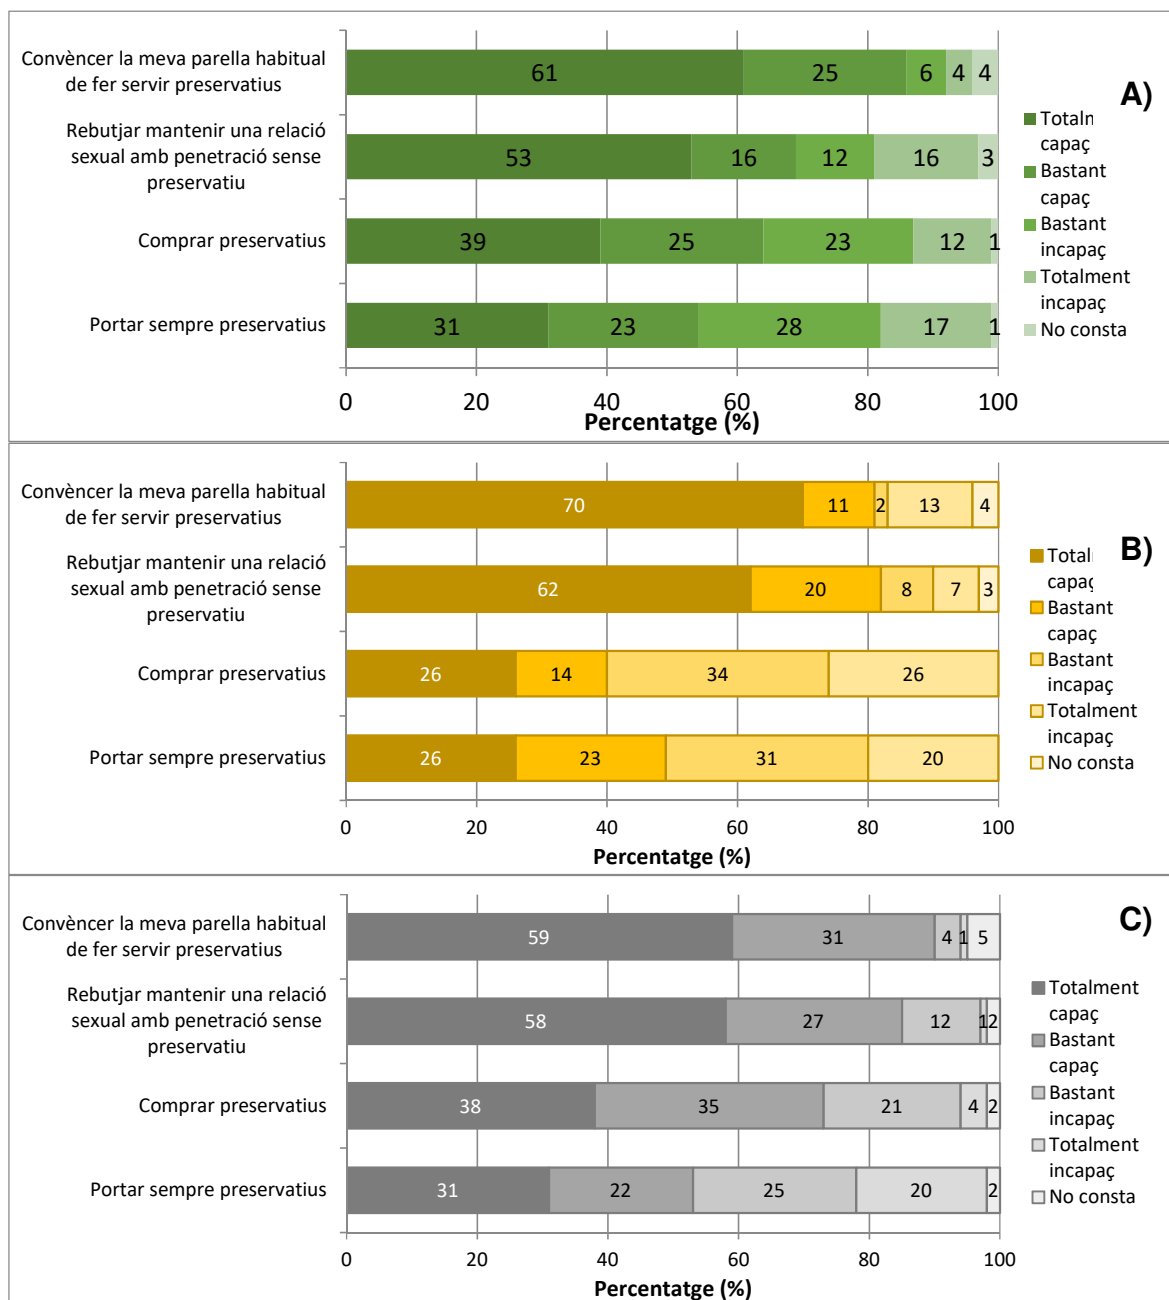 A)
Convèncer la meva parella habitual
de fer servir preservatius
61 25 6 4 4
Rebutjar mantenir una relació
sexual amb penetració sense
preservatiu
53 16 12 16 3
Comprar preservatius
39 25 23 12 1
Portar sempre preservatius
31 23 28 17 1
0 20 40 60 80 100
Percentatge (%)
capaç
Bastant
capaç
Bastant
incapaç
Totalment
incapaç
No consta
B)
Convèncer la meva parella habitual
de fer servir preservatius
70 11 2 13 4
Rebutjar mantenir una relació
sexual amb penetració sense
preservatiu
62 20 8 7 3
Comprar preservatius
26 14 34 26
Portar sempre preservatius
26 23 31 20
0 20 40 60 80 100
Percentatge (%)
capaç
Bastant
capaç
Bastant
incapaç
Totalment
incapaç
No consta
C)
Convèncer la meva parella habitual
de fer servir preservatius
59 31 4 1 5
Rebutjar mantenir una relació
sexual amb penetració sense
preservatiu
58 27 12 1 2
Comprar preservatius
38 35 21 4 2
Portar sempre preservatius
31 22 25 20 2
0 20 40 60 80 100
Percentatge (%)
Totalment
capaç
Bastant
capaç
Bastant
incapaç
Totalment
incapaç
No consta